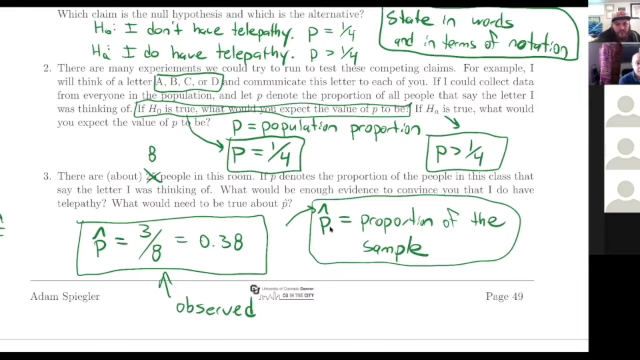 Which claim is the null hypothesis and which is the alternative?
H₀: I don't have telepathy. p = 1/4
Hₐ: I do have telepathy. p > 1/4
State in words and in terms of notation
2. There are many experiments we could try to run to test these competing claims. For example, I
will think of a letter A, B, C, or D and communicate this letter to each of you. If I could collect data
from everyone in the population, and let p denote the proportion of all people that say the letter I
was thinking of. If H₀ is true, what would you expect the value of p to be? If Hₐ is true, what would
you expect the value of p to be?
p = population proportion
p = 1/4
p > 1/4
8
3. There are (about) people in this room. If p̂ denotes the proportion of the people in this class that
say the letter I was thinking of. What would be enough evidence to convince you that I do have
telepathy? What would need to be true about p̂?
p̂ = 3/8 = 0.38
p̂ = proportion of the
sample
observed
Adam Spiegler
University of Colorado Denver
CU IN THE CITY
Page 49